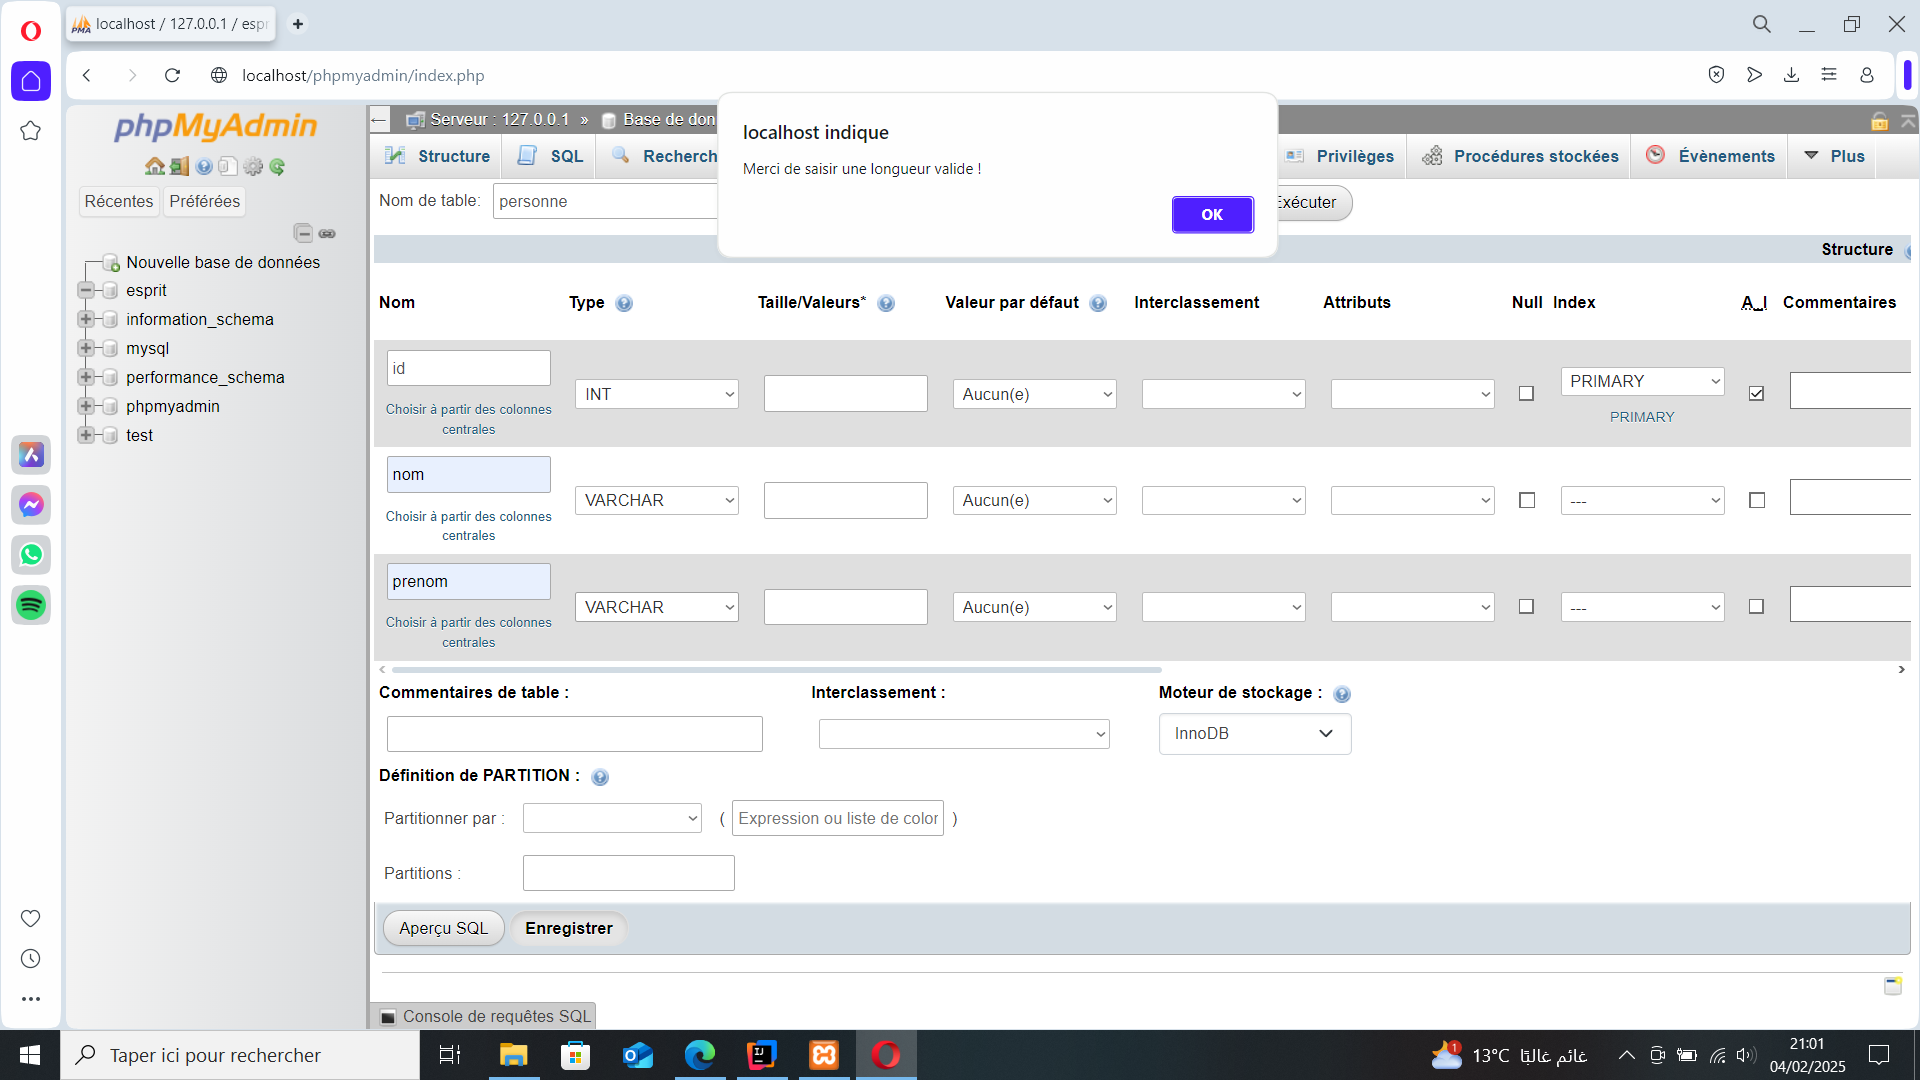 localhost / 127.0.0.1 / espr
localhost/phpmyadmin/index.php
phpMyAdmin
Récentes
Préférées
Nouvelle base de données
esprit
information_schema
mysql
performance_schema
phpmyadmin
test
Serveur : 127.0.0.1 » Base de don
localhost indique
Merci de saisir une longueur valide !
OK
Structure
SQL
Recherch
Privilèges
Procédures stockées
Évènements
Plus
Nom de table: personne
Exécuter
Structure
Nom Type Taille/Valeurs* Valeur par défaut Interclassement Attributs Null Index A_I Commentaires
id INT Aucun(e) PRIMARY
Choisir à partir des colonnes
centrales
PRIMARY
nom VARCHAR Aucun(e) ---
Choisir à partir des colonnes
centrales
prenom VARCHAR Aucun(e) ---
Choisir à partir des colonnes
centrales
Commentaires de table : Interclassement : Moteur de stockage :
InnoDB
Définition de PARTITION :
Partitionner par : ( Expression ou liste de color )
Partitions :
Aperçu SQL
Enregistrer
Console de requêtes SQL
Taper ici pour rechercher
1
13°C غائم غالبًا
21:01
04/02/2025